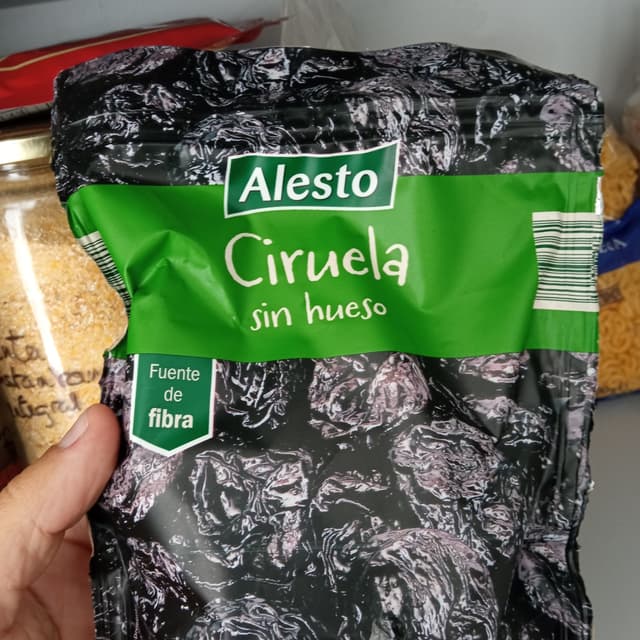 Alesto
Ciruela
sin hueso
Fuente
de
fibra